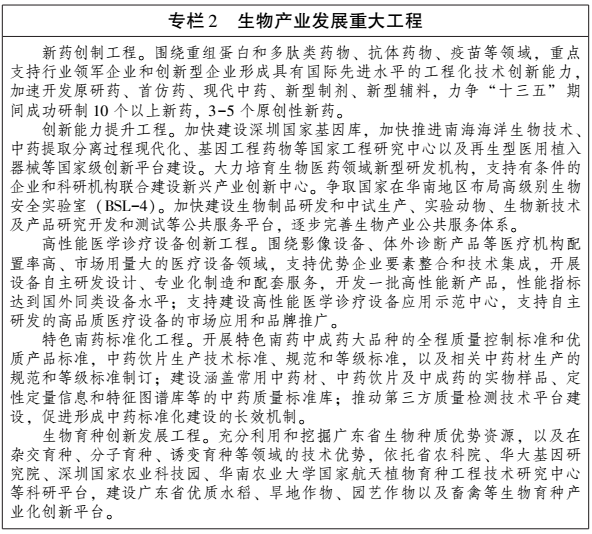 专栏 2　生物产业发展重大工程
新药创制工程。围绕重组蛋白和多肽类药物、抗体药物、疫苗等领域，重点
支持行业领军企业和创新型企业形成具有国际先进水平的工程化技术创新能力，
加速开发原研药、首仿药、现代中药、新型制剂、新型辅料，力争“十三五”期
间成功研制 10 个以上新药，3-5 个原创性新药。
创新能力提升工程。加快建设深圳国家基因库，加快推进南海海洋生物技术、
中药提取分离过程现代化、基因工程药物等国家工程研究中心以及再生型医用植入
器械等国家级创新平台建设。大力培育生物医药领域新型研发机构，支持有条件的
企业和科研机构联合建设新兴产业创新中心。争取国家在华南地区布局高级别生物
安全实验室（BSL-4）。加快建设生物制品研发和中试生产、实验动物、生物新技术
及产品研究开发和测试等公共服务平台，逐步完善生物产业公共服务体系。
高性能医学诊疗设备创新工程。围绕影像设备、体外诊断产品等医疗机构配
置率高、市场用量大的医疗设备领域，支持优势企业要素整合和技术集成，开展
设备自主研发设计、专业化制造和配套服务，开发一批高性能新产品，性能指标
达到国外同类设备水平；支持建设高性能医学诊疗设备应用示范中心，支持自主
研发的高品质医疗设备的市场应用和品牌推广。
特色南药标准化工程。开展特色南药中成药大品种的全程质量控制标准和优
质产品标准，中药饮片生产技术标准、规范和等级标准，以及相关中药材生产的
规范和等级标准制订；建设涵盖常用中药材、中药饮片及中成药的实物样品、定
性定量信息和特征图谱库等的中药质量标准库；推动第三方质量检测技术平台建
设，促进形成中药标准化建设的长效机制。
生物育种创新发展工程。充分利用和挖掘广东省生物种质优势资源，以及在
杂交育种、分子育种、诱变育种等领域的技术优势，依托省农科院、华大基因研
究院、深圳国家农业科技园、华南农业大学国家航天植物育种工程技术研究中心
等科研平台，建设广东省优质水稻、旱地作物、园艺作物以及畜禽等生物育种产
业化创新平台。